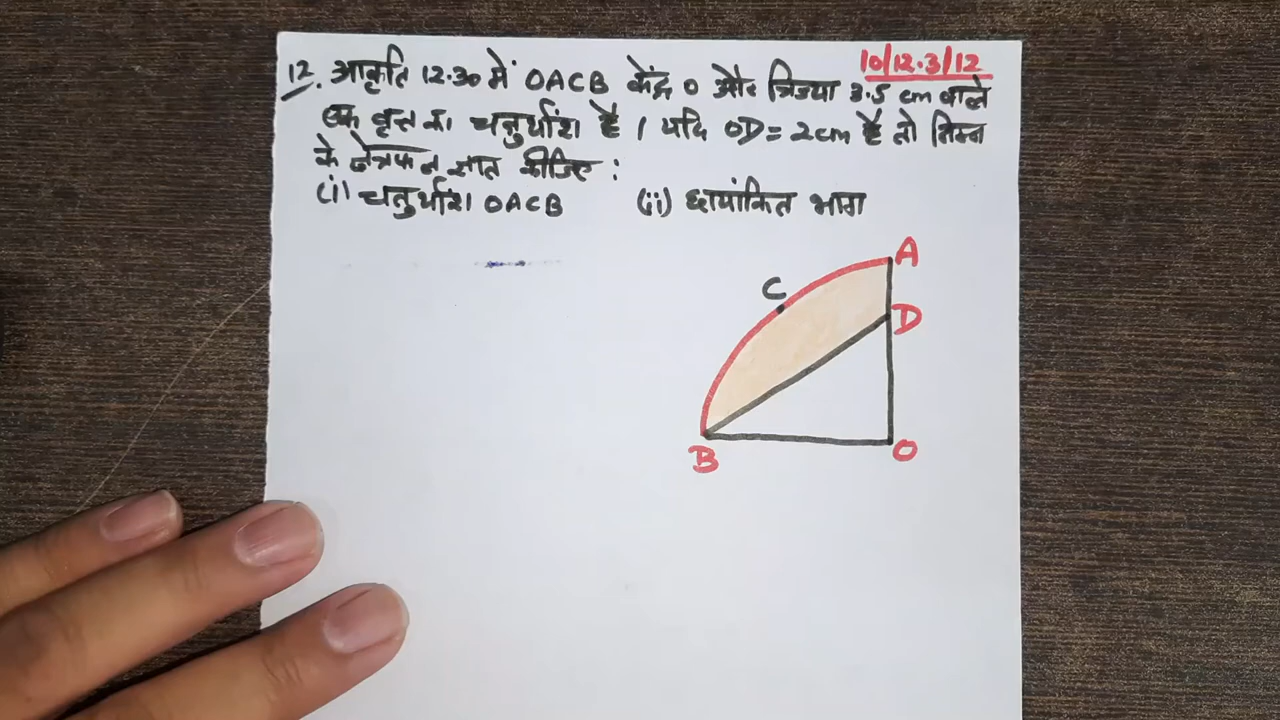 10/12.3/12
12. आकृति 12.30 में OACB केंद्र O और त्रिज्या 3.5 cm वाले
एक वृत्त का चतुर्थांश है । यदि OD = 2cm है तो निम्न
के क्षेत्रफल ज्ञात कीजिए :
(i) चतुर्थांश OACB (ii) छायांकित भाग
A
C
D
B
O